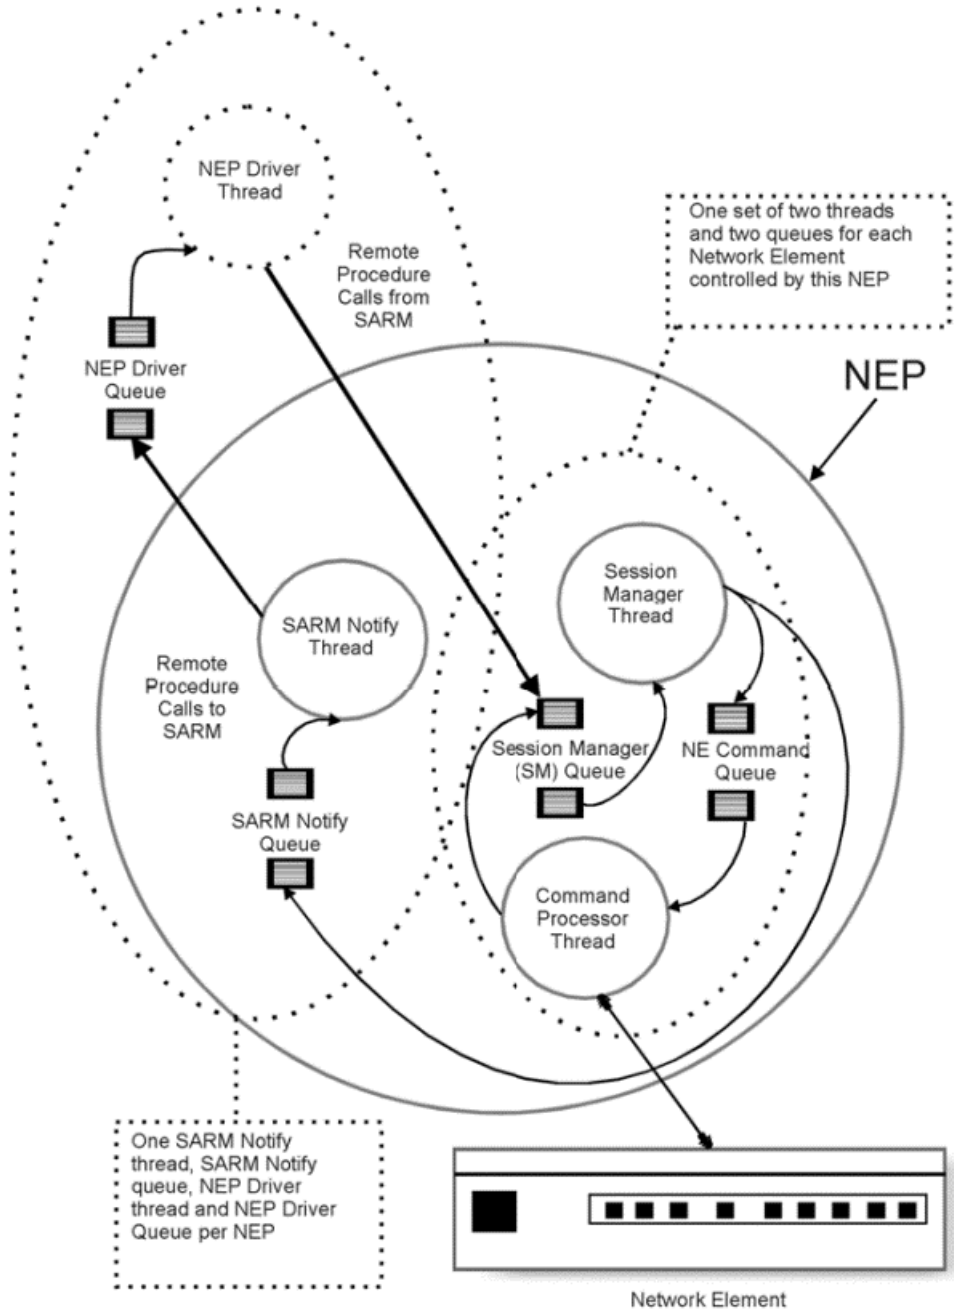 NEP Driver
Thread
Remote
Procedure
Calls from
SARM
One set of two threads
and two queues for each
Network Element
controlled by this NEP
NEP Driver
Queue
NEP
Session
Manager
Thread
SARM Notify
Thread
Remote
Procedure
Calls to
SARM
Session Manager
(SM) Queue
NE Command
Queue
SARM Notify
Queue
Command
Processor
Thread
One SARM Notify
thread, SARM Notify
queue, NEP Driver
thread and NEP Driver
Queue per NEP
Network Element